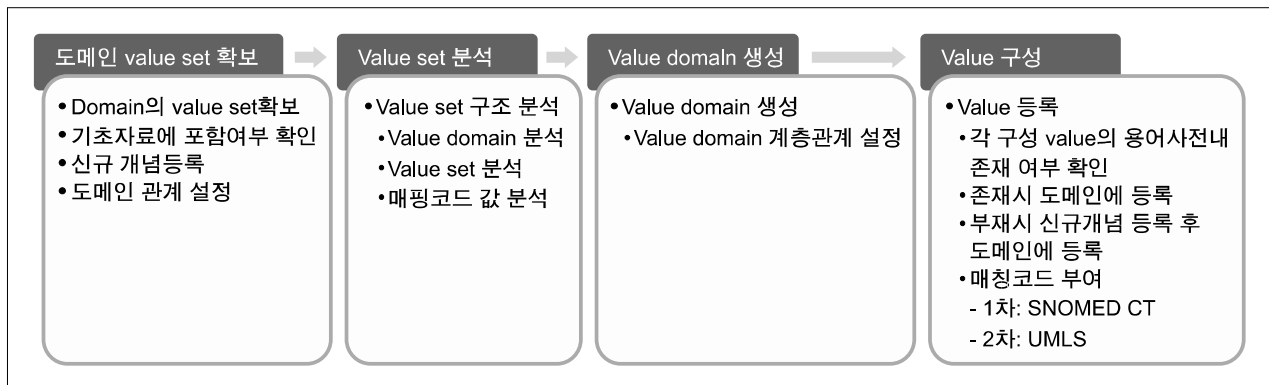 도메인 value set 확보
• Domain의 value set확보
• 기초자료에 포함여부 확인
• 신규 개념등록
• 도메인 관계 설정
Value set 분석
• Value set 구조 분석
• Value domain 분석
• Value set 분석
• 매핑코드 값 분석
Value domaln 생성
• Value domain 생성
• Value domain 계층관계 설정
Value 구성
• Value 등록
• 각 구성 value의 용어사전내
존재 여부 확인
• 존재시 도메인에 등록
• 부재시 신규개념 등록 후
도메인에 등록
• 매칭코드 부여
- 1차: SNOMED CT
- 2차: UMLS